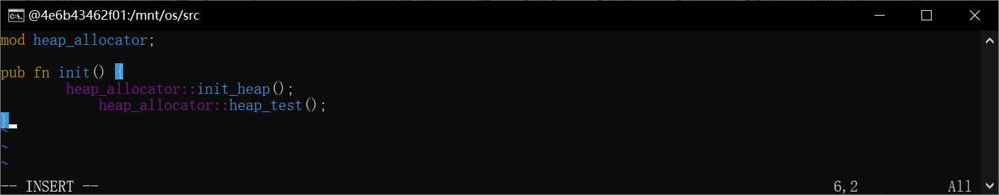 @4e6b43462f01:/mnt/os/src
mod heap_allocator;
pub fn init() {
        heap_allocator::init_heap();
            heap_allocator::heap_test();
}
~
~
~
-- INSERT --                    6,2    All